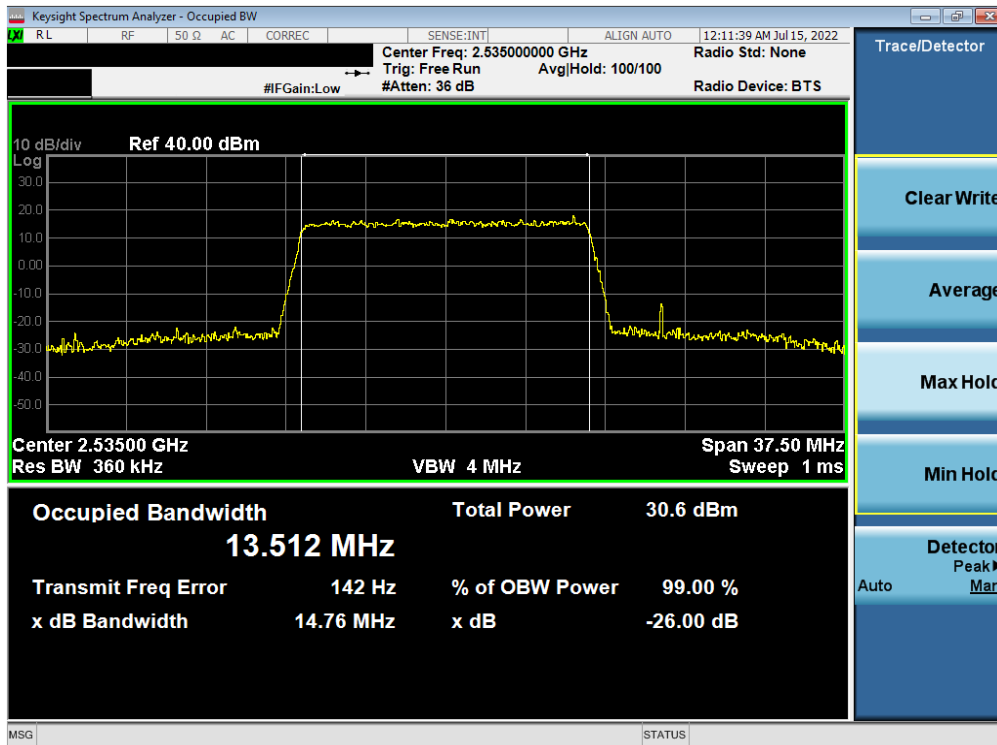 Keysight Spectrum Analyzer - Occupied BW
LXI RL RF 50 Ω AC CORREC SENSE:INT ALIGN AUTO 12:11:39 AM Jul 15, 2022
Center Freq: 2.535000000 GHz Radio Std: None
Trig: Free Run Avg|Hold: 100/100
#IFGain:Low #Atten: 36 dB Radio Device: BTS
Trace/Detector
10 dB/div Ref 40.00 dBm
Log
30.0
20.0
10.0
0.00
-10.0
-20.0
-30.0
-40.0
-50.0
Center 2.53500 GHz Span 37.50 MHz
Res BW 360 kHz VBW 4 MHz Sweep 1 ms
Occupied Bandwidth Total Power 30.6 dBm
13.512 MHz
Transmit Freq Error 142 Hz % of OBW Power 99.00 %
x dB Bandwidth 14.76 MHz x dB -26.00 dB
Clear Write
Average
Max Hold
Min Hold
Detector
Peak
Auto Man
MSG STATUS